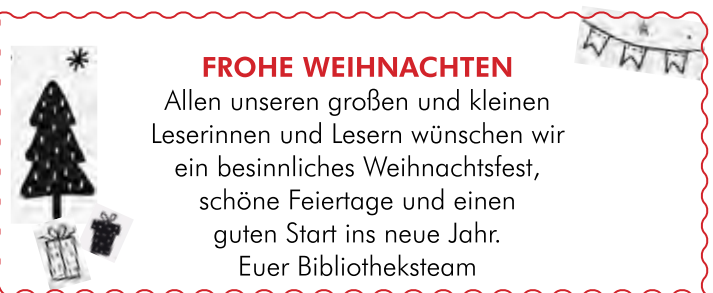 FROHE WEIHNACHTEN
Allen unseren großen und kleinen
Leserinnen und Lesern wünschen wir
ein besinnliches Weihnachtsfest,
schöne Feiertage und einen
guten Start ins neue Jahr.
Euer Bibliotheksteam